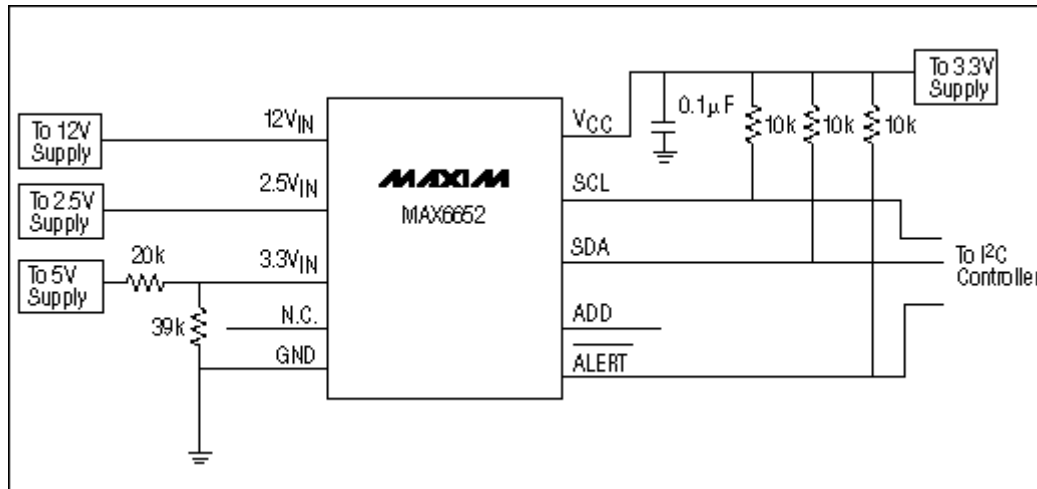 To 12V
Supply
To 2.5V
Supply
To 5V
Supply
20k
39k
12VIN
2.5VIN
3.3VIN
N.C.
GND
MAXIM
MAX6652
VCC
SCL
SDA
ADD
ALERT
0.1µF
10k
10k
10k
To 3.3V
Supply
To I²C
Controller